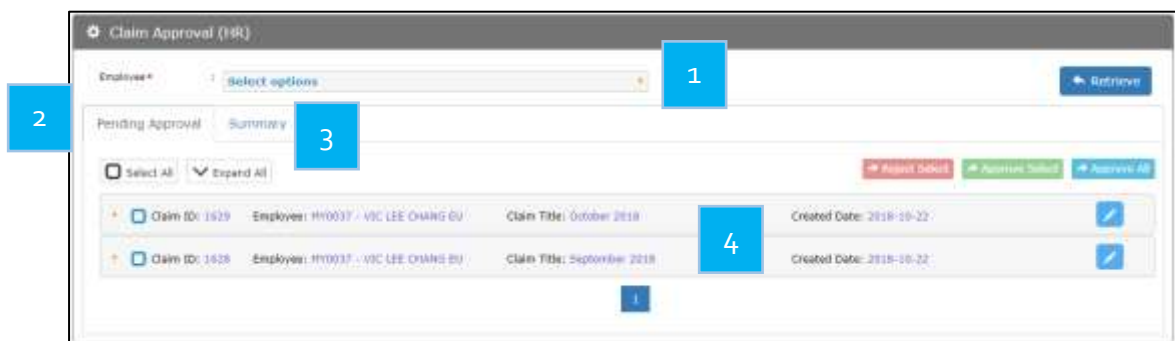 Claim Approval (HR)
1
Employee* : Select options
Retrieve
2
Pending Approval Summary
3
Select All Expand All Reject Select Approve Select Approve All
Claim ID: 1629 Employee: MY0037 - VIC LEE CHANG EU Claim Title: October 2018 Created Date: 2018-10-22
4
Claim ID: 1628 Employee: MY0037 - VIC LEE CHANG EU Claim Title: September 2018 Created Date: 2018-10-22
1